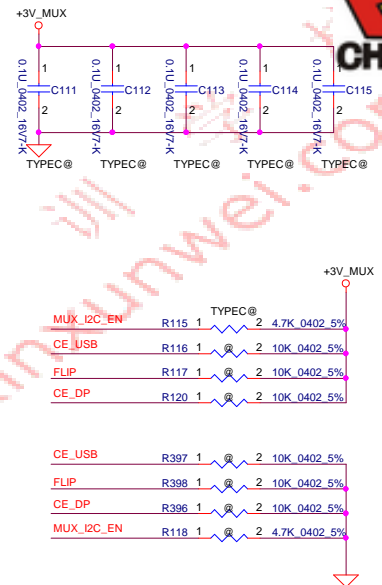 +3V_MUX
CH
1 1 1 1 1
0.1U_0402_16V7-K C111 0.1U_0402_16V7-K C112 0.1U_0402_16V7-K C113 0.1U_0402_16V7-K C114 0.1U_0402_16V7-K C115
2 2 2 2 2
TYPEC@ TYPEC@ TYPEC@ TYPEC@ TYPEC@
+3V_MUX
TYPEC@
MUX_I2C_EN R115 1 2 4.7K_0402_5%
CE_USB R116 1 @ 2 10K_0402_5%
FLIP R117 1 @ 2 10K_0402_5%
CE_DP R120 1 @ 2 10K_0402_5%
CE_USB R397 1 @ 2 10K_0402_5%
FLIP R398 1 @ 2 10K_0402_5%
CE_DP R396 1 @ 2 10K_0402_5%
MUX_I2C_EN R118 1 @ 2 4.7K_0402_5%